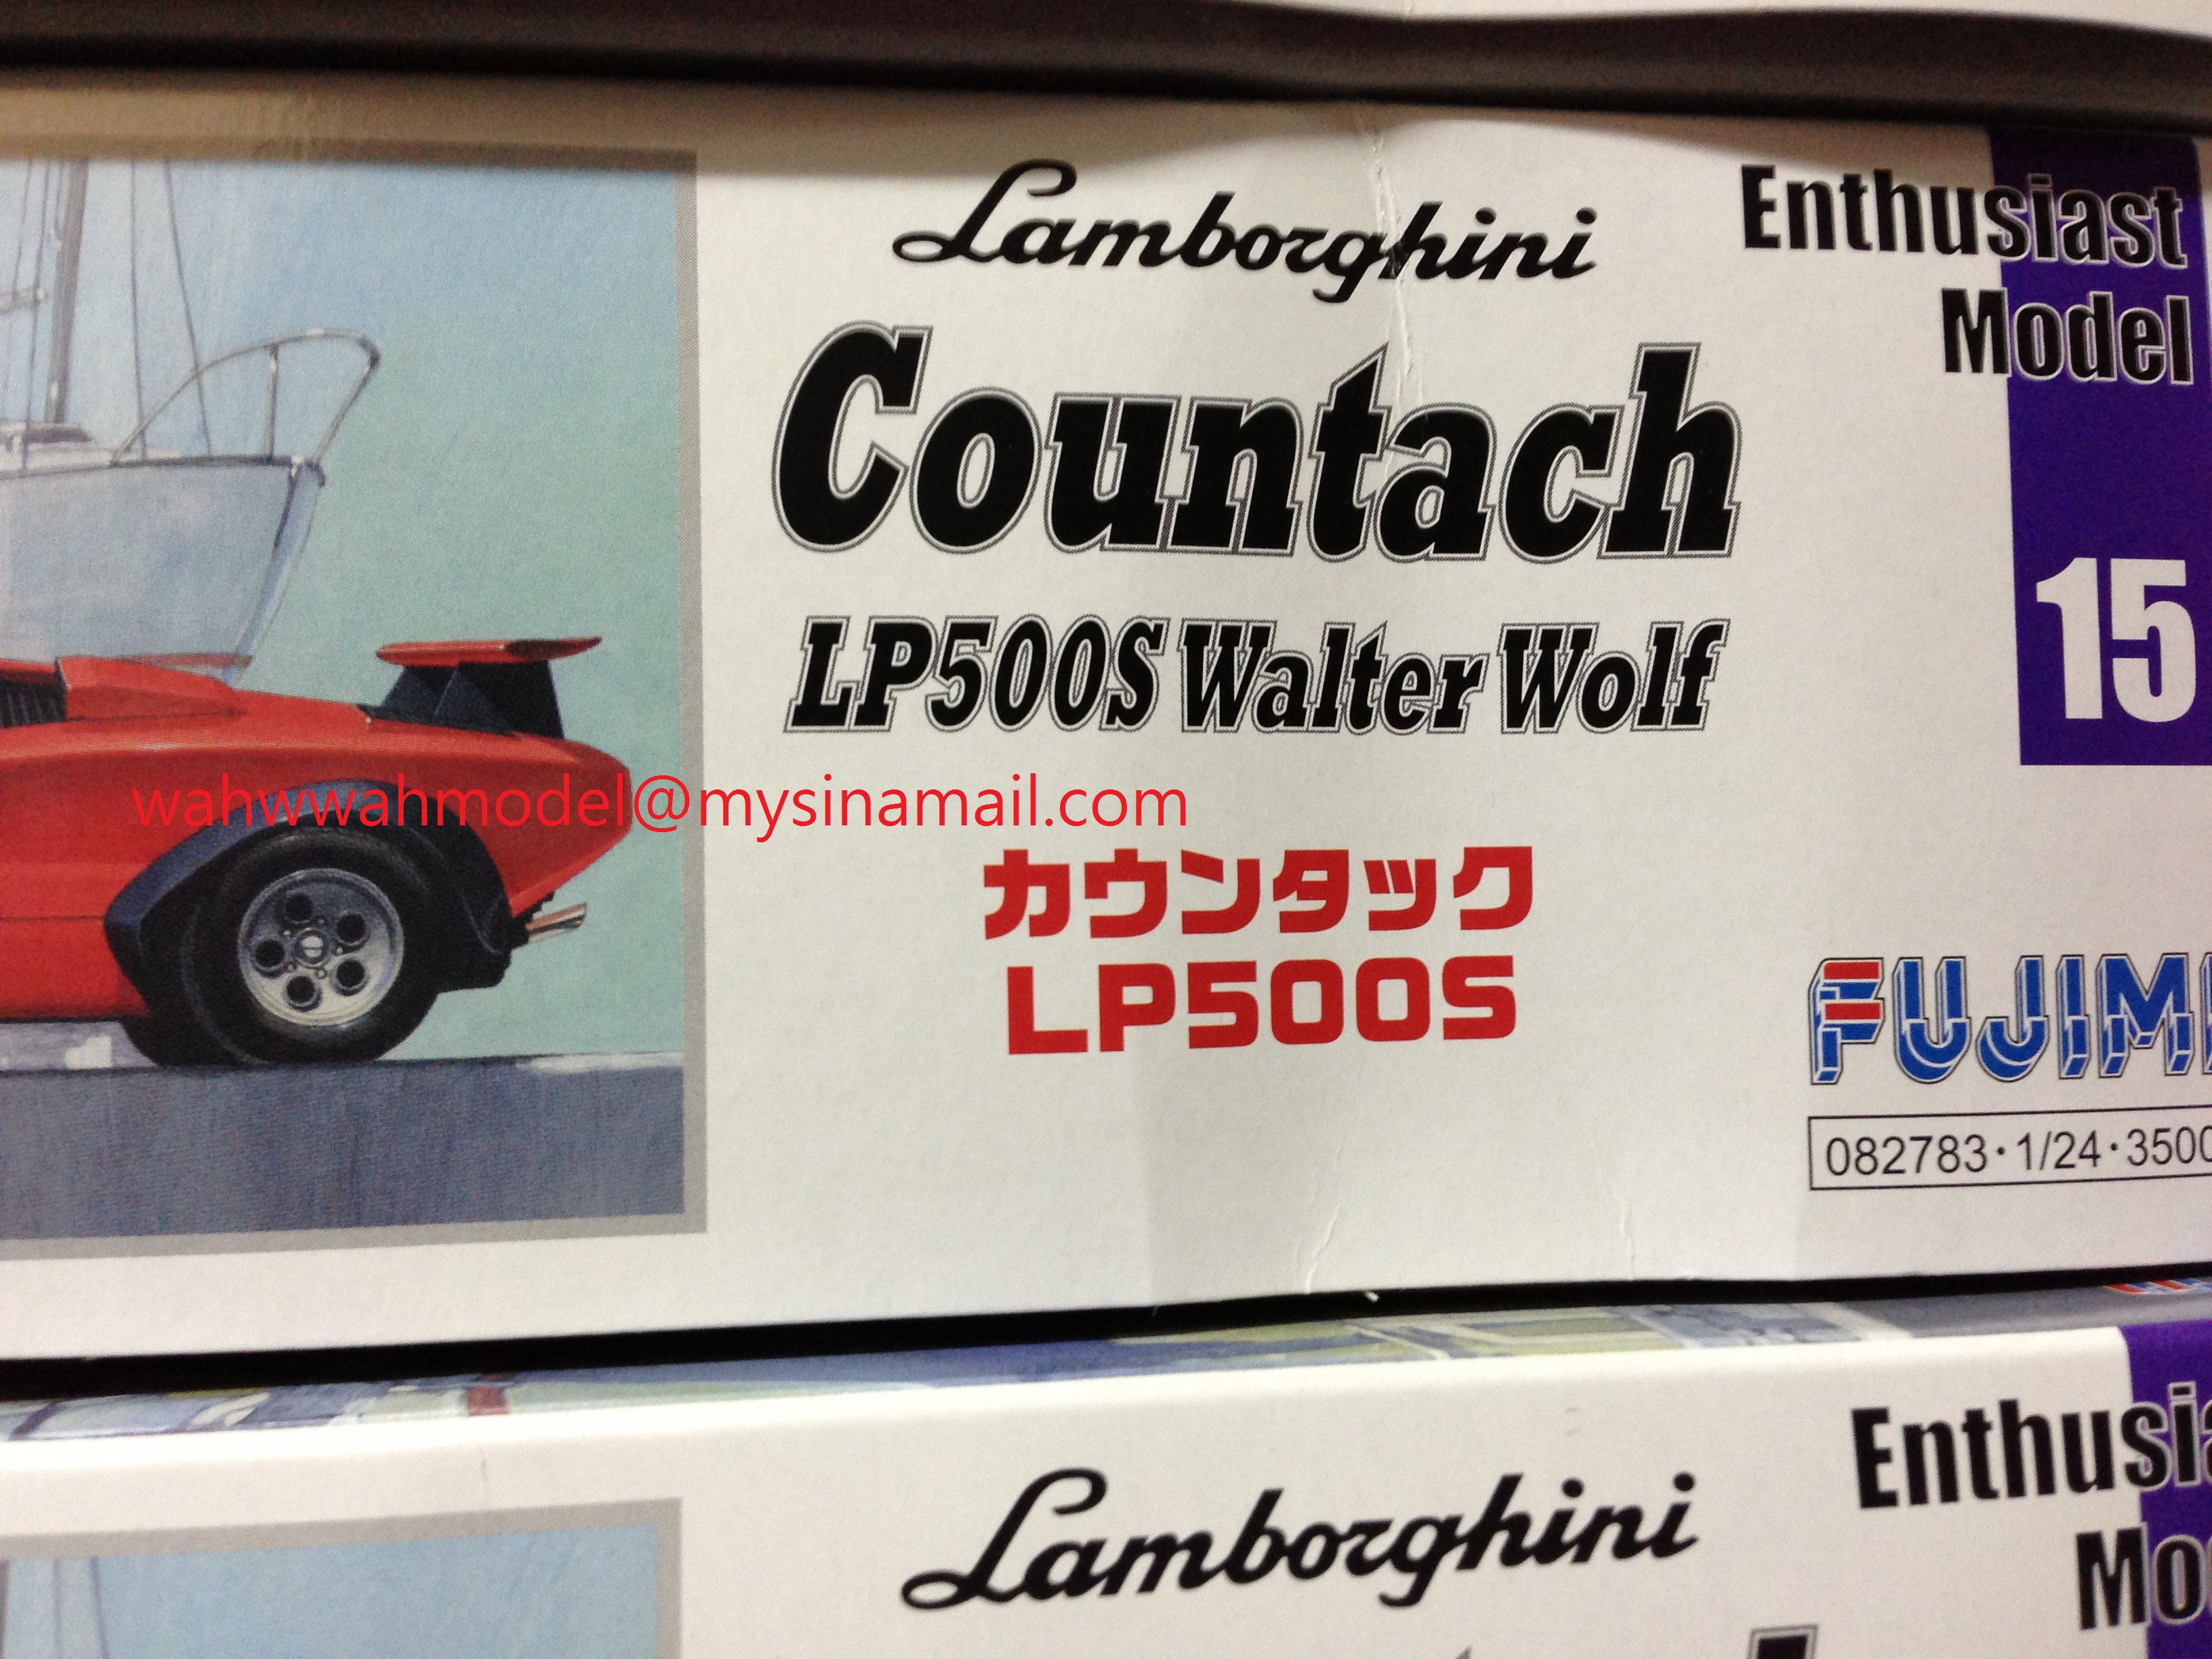 Lamborghini
Enthusiast
Model
Countach
15
LP500S Walter Wolf
wahwwahmodel@mysinamail.com
カウンタック
LP500S
FUJIMI
082783・1/24・3500
Lamborghini